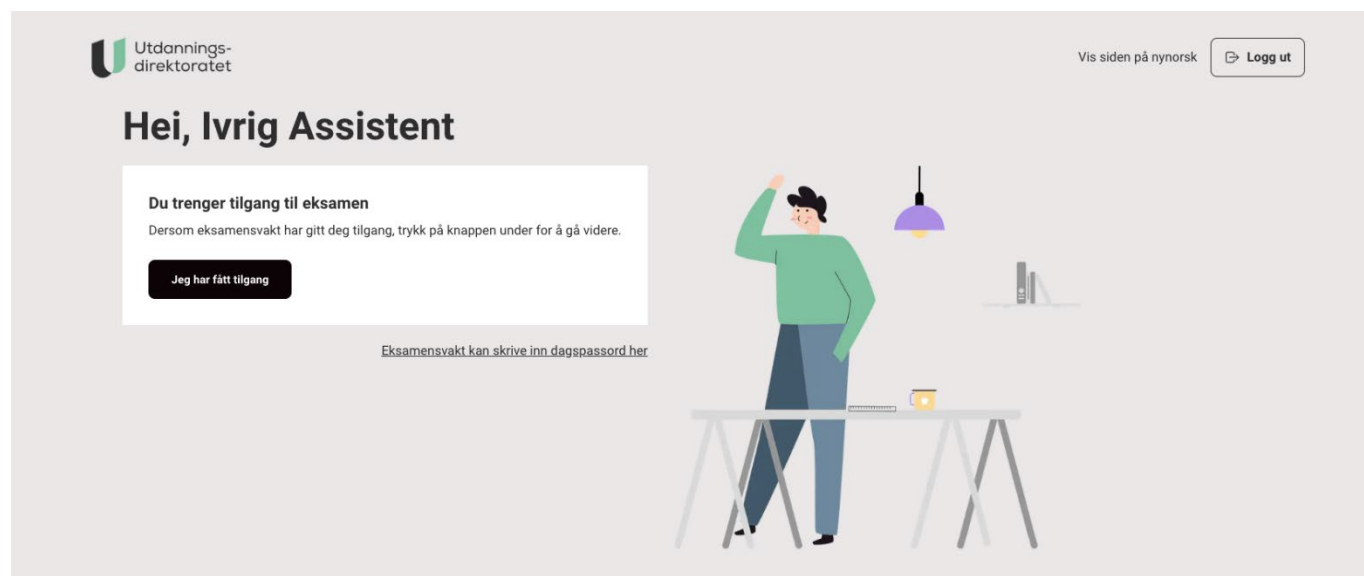 Utdannings-
direktoratet
Vis siden på nynorsk
Logg ut
Hei, Ivrig Assistent
Du trenger tilgang til eksamen
Dersom eksamensvakt har gitt deg tilgang, trykk på knappen under for å gå videre.
Jeg har fått tilgang
Eksamensvakt kan skrive inn dagspassord her